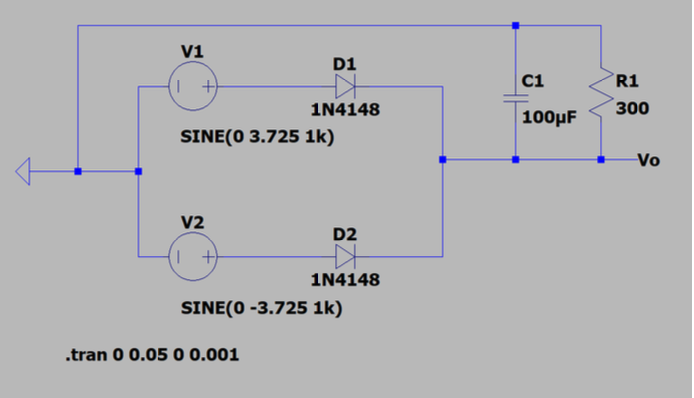 V1
D1
1N4148
SINE(0 3.725 1k)
C1
100µF
R1
300
Vo
V2
D2
1N4148
SINE(0 -3.725 1k)
.tran 0 0.05 0 0.001